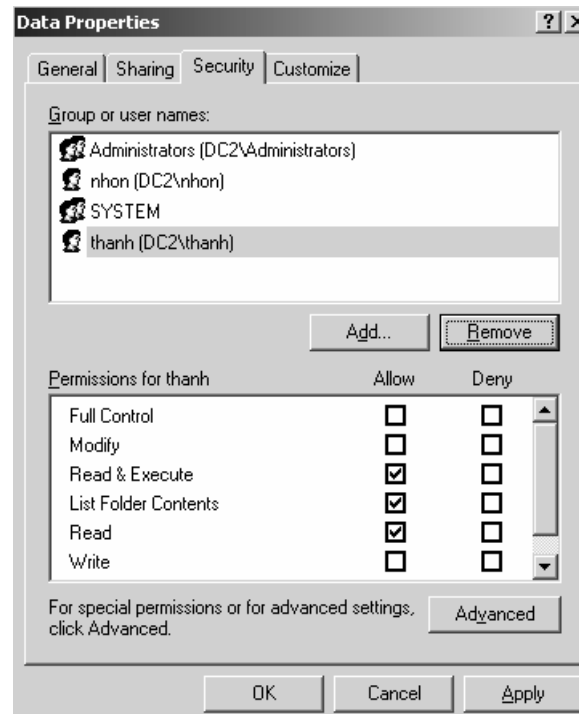 Data Properties ? X
General Sharing Security Customize
Group or user names:
Administrators (DC2\Administrators)
nhon (DC2\nhon)
SYSTEM
thanh (DC2\thanh)
Add... Remove
Permissions for thanh Allow Deny
Full Control
Modify
Read & Execute
List Folder Contents
Read
Write
For special permissions or for advanced settings, Advanced
click Advanced.
OK Cancel Apply